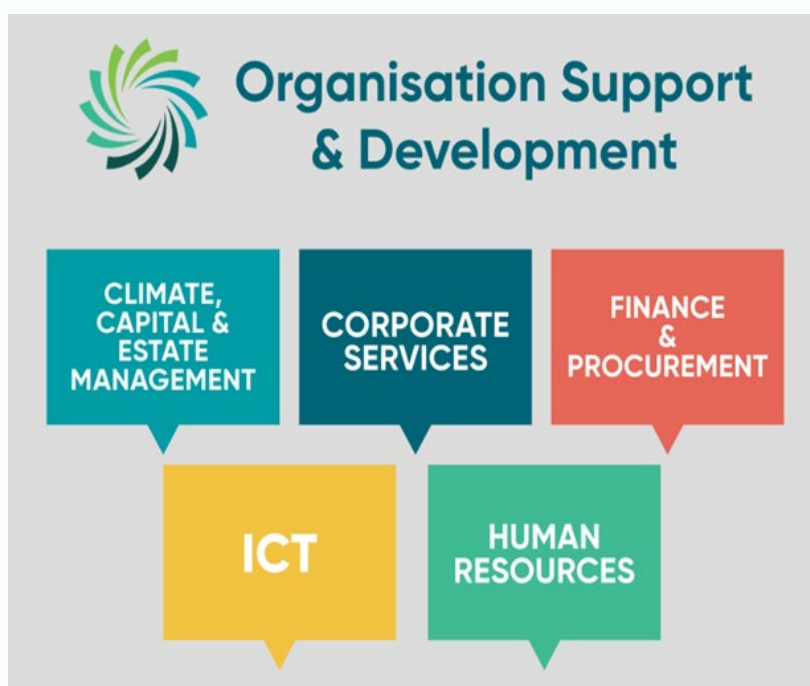 Organisation Support
& Development
CLIMATE,
CAPITAL &
ESTATE
MANAGEMENT
CORPORATE
SERVICES
FINANCE
&
PROCUREMENT
ICT
HUMAN
RESOURCES